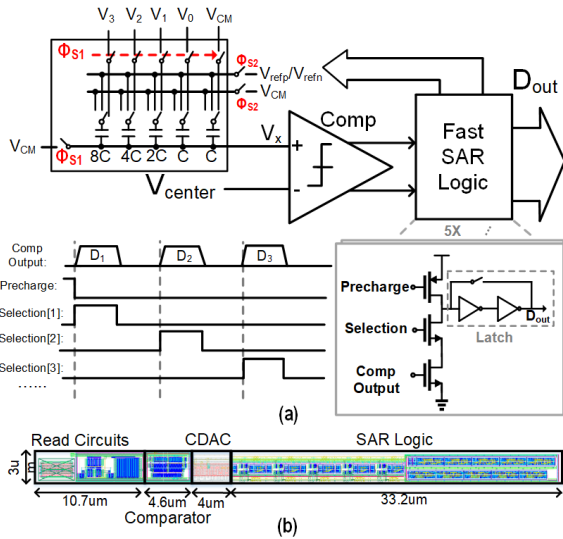 V3 V2 V1 V0 VCM
ΦS1
ΦS2
Vrefp/Vrefn
VCM
ΦS2
VCM
ΦS1
8C 4C 2C C C
Vx
Vcenter
+
-
Comp
Fast
SAR
Logic
Dout
5X
Comp
Output:
D1 D2 D3
Precharge:
Selection[1]:
Selection[2]:
Selection[3]:
......
Precharge
Selection
Comp
Output
Dout
Latch
(a)
Read Circuits CDAC SAR Logic
3um
10.7um 4.6um 4um 33.2um
Comparator
(b)